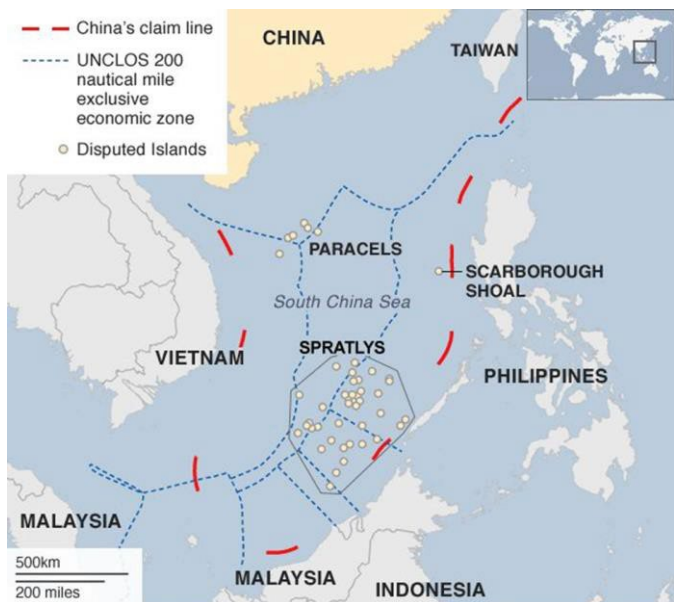 China's claim line
UNCLOS 200
nautical mile
exclusive
economic zone
Disputed Islands
CHINA
TAIWAN
PARACELS
SCARBOROUGH
SHOAL
South China Sea
SPRATLYS
VIETNAM
PHILIPPINES
MALAYSIA
MALAYSIA
INDONESIA
500km
200 miles